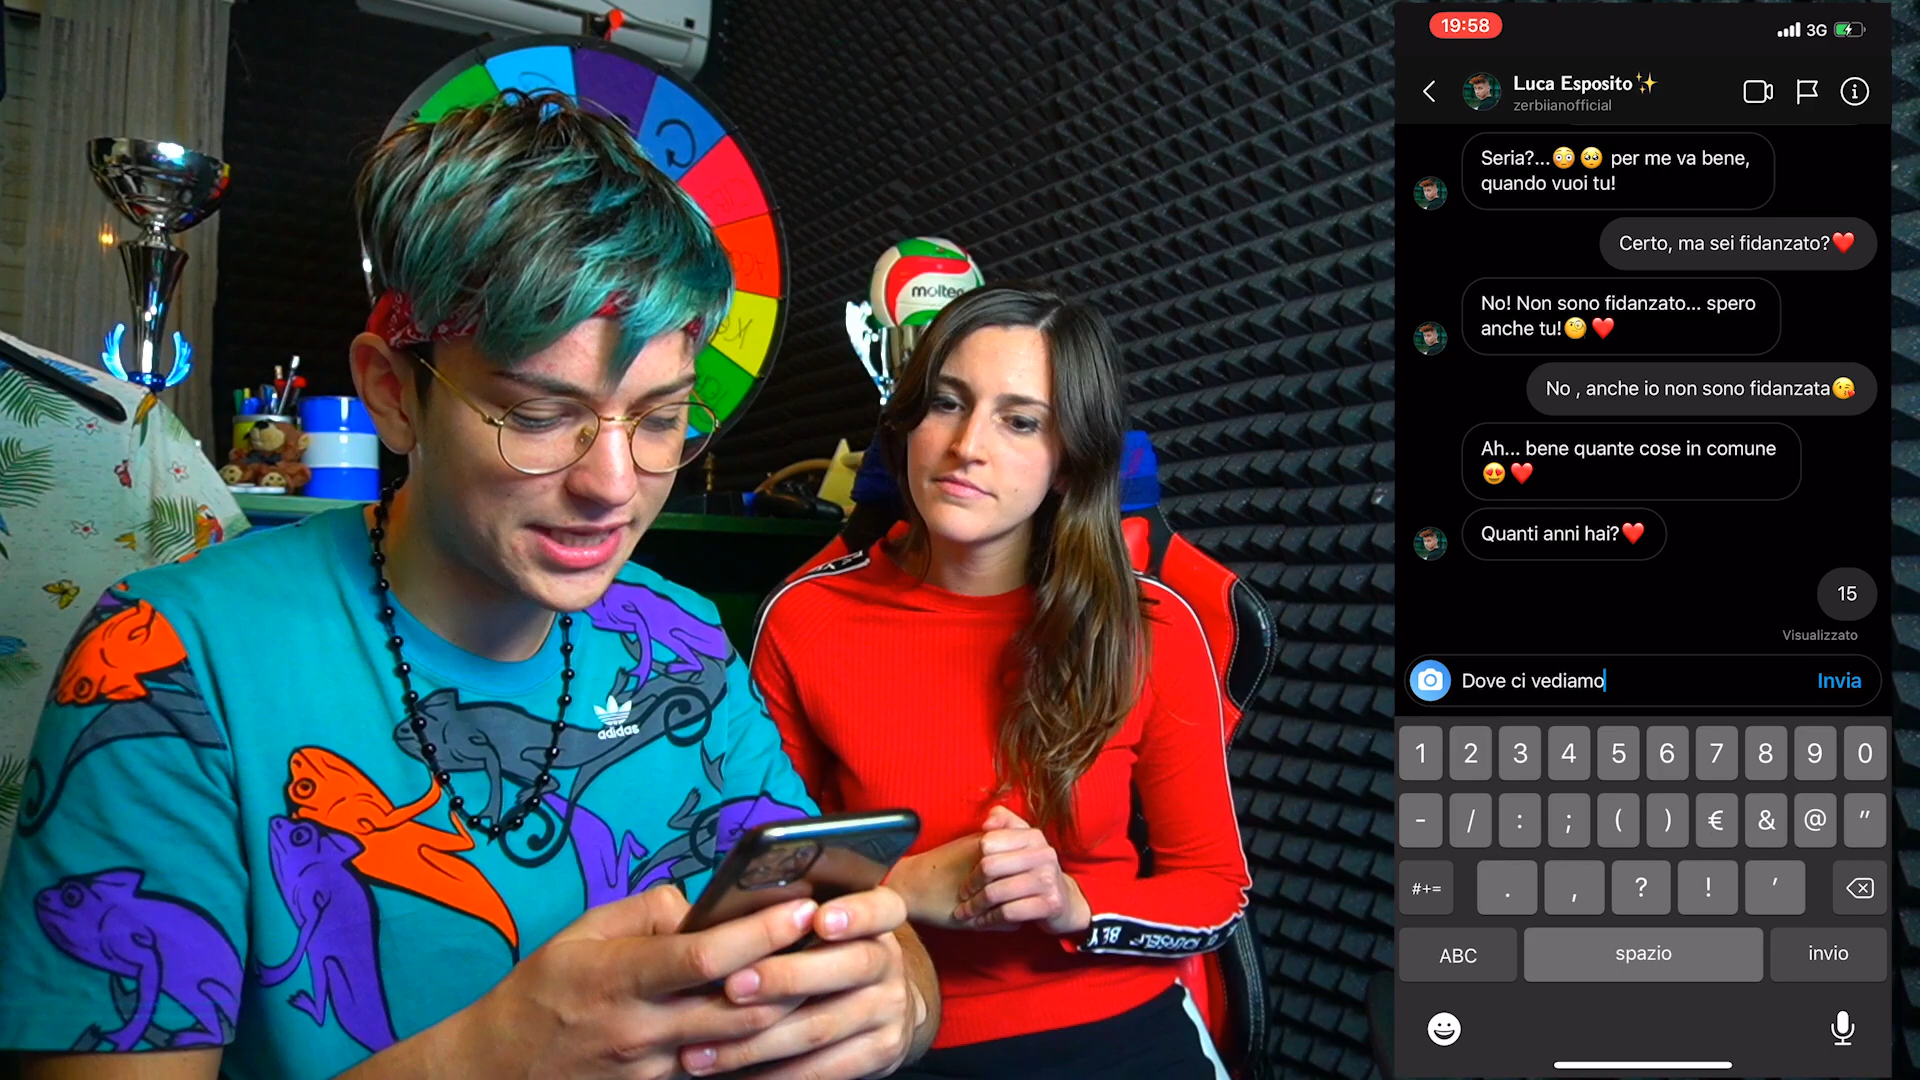 19:58
3G
Luca Esposito✨
zerbiianofficial
Seria?...😳🥺 per me va bene,
quando vuoi tu!
Certo, ma sei fidanzato?❤️
No! Non sono fidanzato... spero
anche tu!🧐❤️
No , anche io non sono fidanzata😘
Ah... bene quante cose in comune
😍❤️
Quanti anni hai?❤️
15
Visualizzato
Dove ci vediamo
Invia
1 2 3 4 5 6 7 8 9 0
- / : ; ( ) € & @ "
#+= . , ? ! '
ABC spazio invio
molten
adidas